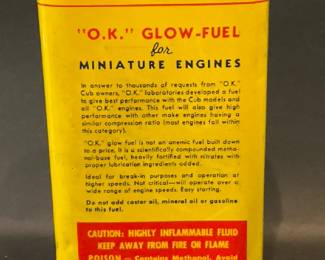 "O.K." GLOW-FUEL
for
MINIATURE ENGINES
In answer to thousands of requests from "O.K."
Cub owners, "O.K." laboratories developed a fuel
to give best performance with the Cub models and
all "O.K." engines. This fuel will also give high
performance with other make engines having a
similar compression ratio (most engines fall within
this category).
"O.K." glow fuel is not an anemic fuel built down
to a price, it is a scientifically compounded metha-
nol-base fuel, heavily fortified with nitrates with
proper lubrication ingredients added.
Ideal for break-in purposes and operation at
higher speeds. Not critical—will operate over a
wide range of engine speeds. Easy starting.
Do not add castor oil, mineral oil or gasoline
to this fuel.
CAUTION: HIGHLY INFLAMMABLE FLUID
KEEP AWAY FROM FIRE OR FLAME
POISON — Contains Methanol. Avoid